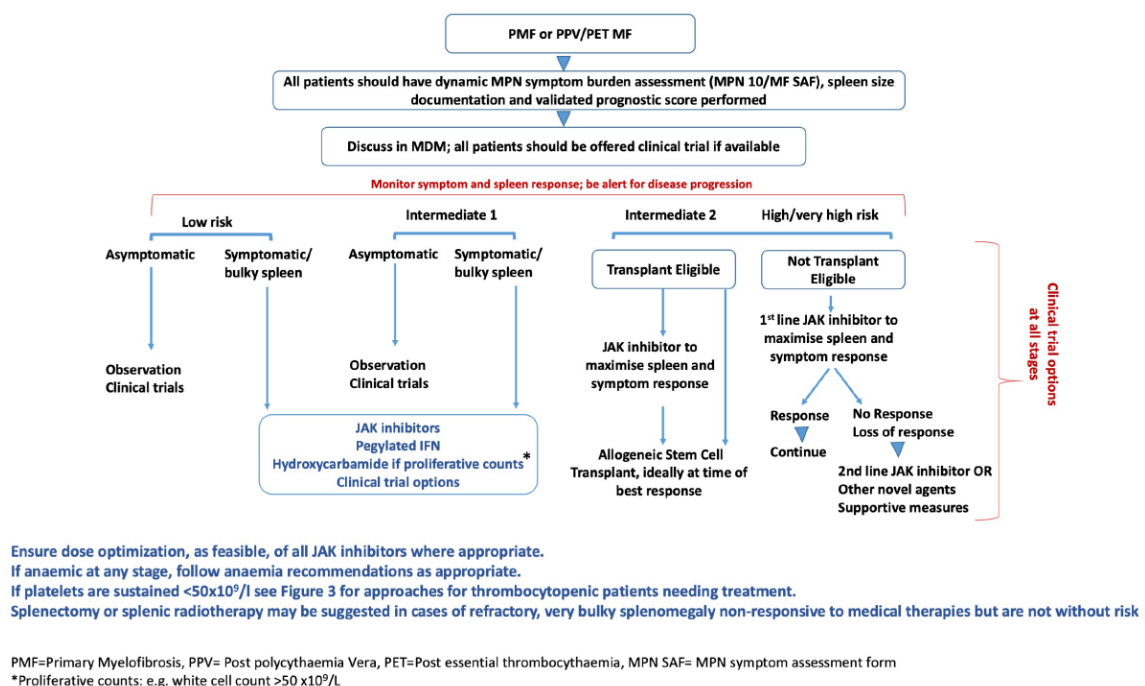 PMF or PPV/PET MF
All patients should have dynamic MPN symptom burden assessment (MPN 10/MF SAF), spleen size
documentation and validated prognostic score performed
Discuss in MDM; all patients should be offered clinical trial if available
Monitor symptom and spleen response; be alert for disease progression
Low risk
Asymptomatic
Symptomatic/
bulky spleen
Observation
Clinical trials
Intermediate 1
Asymptomatic
Symptomatic/
bulky spleen
Observation
Clinical trials
JAK inhibitors
Pegylated IFN
Hydroxycarbamide if proliferative counts*
Clinical trial options
Intermediate 2
High/very high risk
Transplant Eligible
JAK inhibitor to
maximise spleen and
symptom response
Allogeneic Stem Cell
Transplant, ideally at time of
best response
Not Transplant
Eligible
1st line JAK inhibitor to
maximise spleen and
symptom response
Response
Continue
No Response
Loss of response
2nd line JAK inhibitor OR
Other novel agents
Supportive measures
Clinical trial options
at all stages
Ensure dose optimization, as feasible, of all JAK inhibitors where appropriate.
If anaemic at any stage, follow anaemia recommendations as appropriate.
If platelets are sustained <50x10⁹/l see Figure 3 for approaches for thrombocytopenic patients needing treatment.
Splenectomy or splenic radiotherapy may be suggested in cases of refractory, very bulky splenomegaly non-responsive to medical therapies but are not without risk
PMF=Primary Myelofibrosis, PPV= Post polycythaemia Vera, PET=Post essential thrombocythaemia, MPN SAF= MPN symptom assessment form
*Proliferative counts: e.g. white cell count >50 x10⁹/L